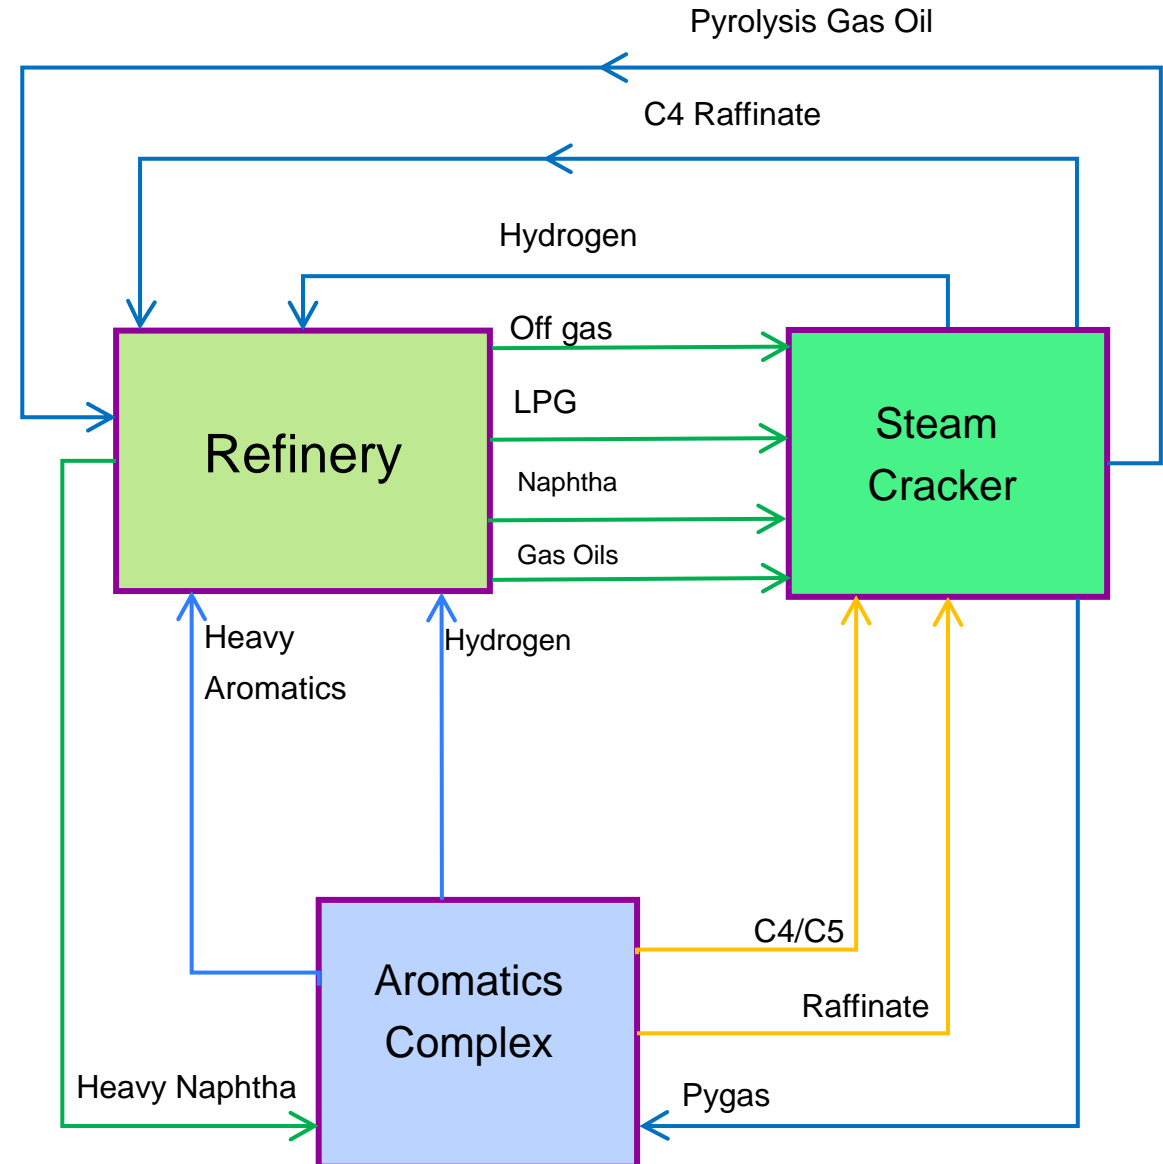 Pyrolysis Gas Oil
C4 Raffinate
Hydrogen
Off gas
LPG
Naphtha
Gas Oils
Refinery
Steam
Cracker
Heavy
Aromatics
Hydrogen
C4/C5
Raffinate
Aromatics
Complex
Heavy Naphtha
Pygas